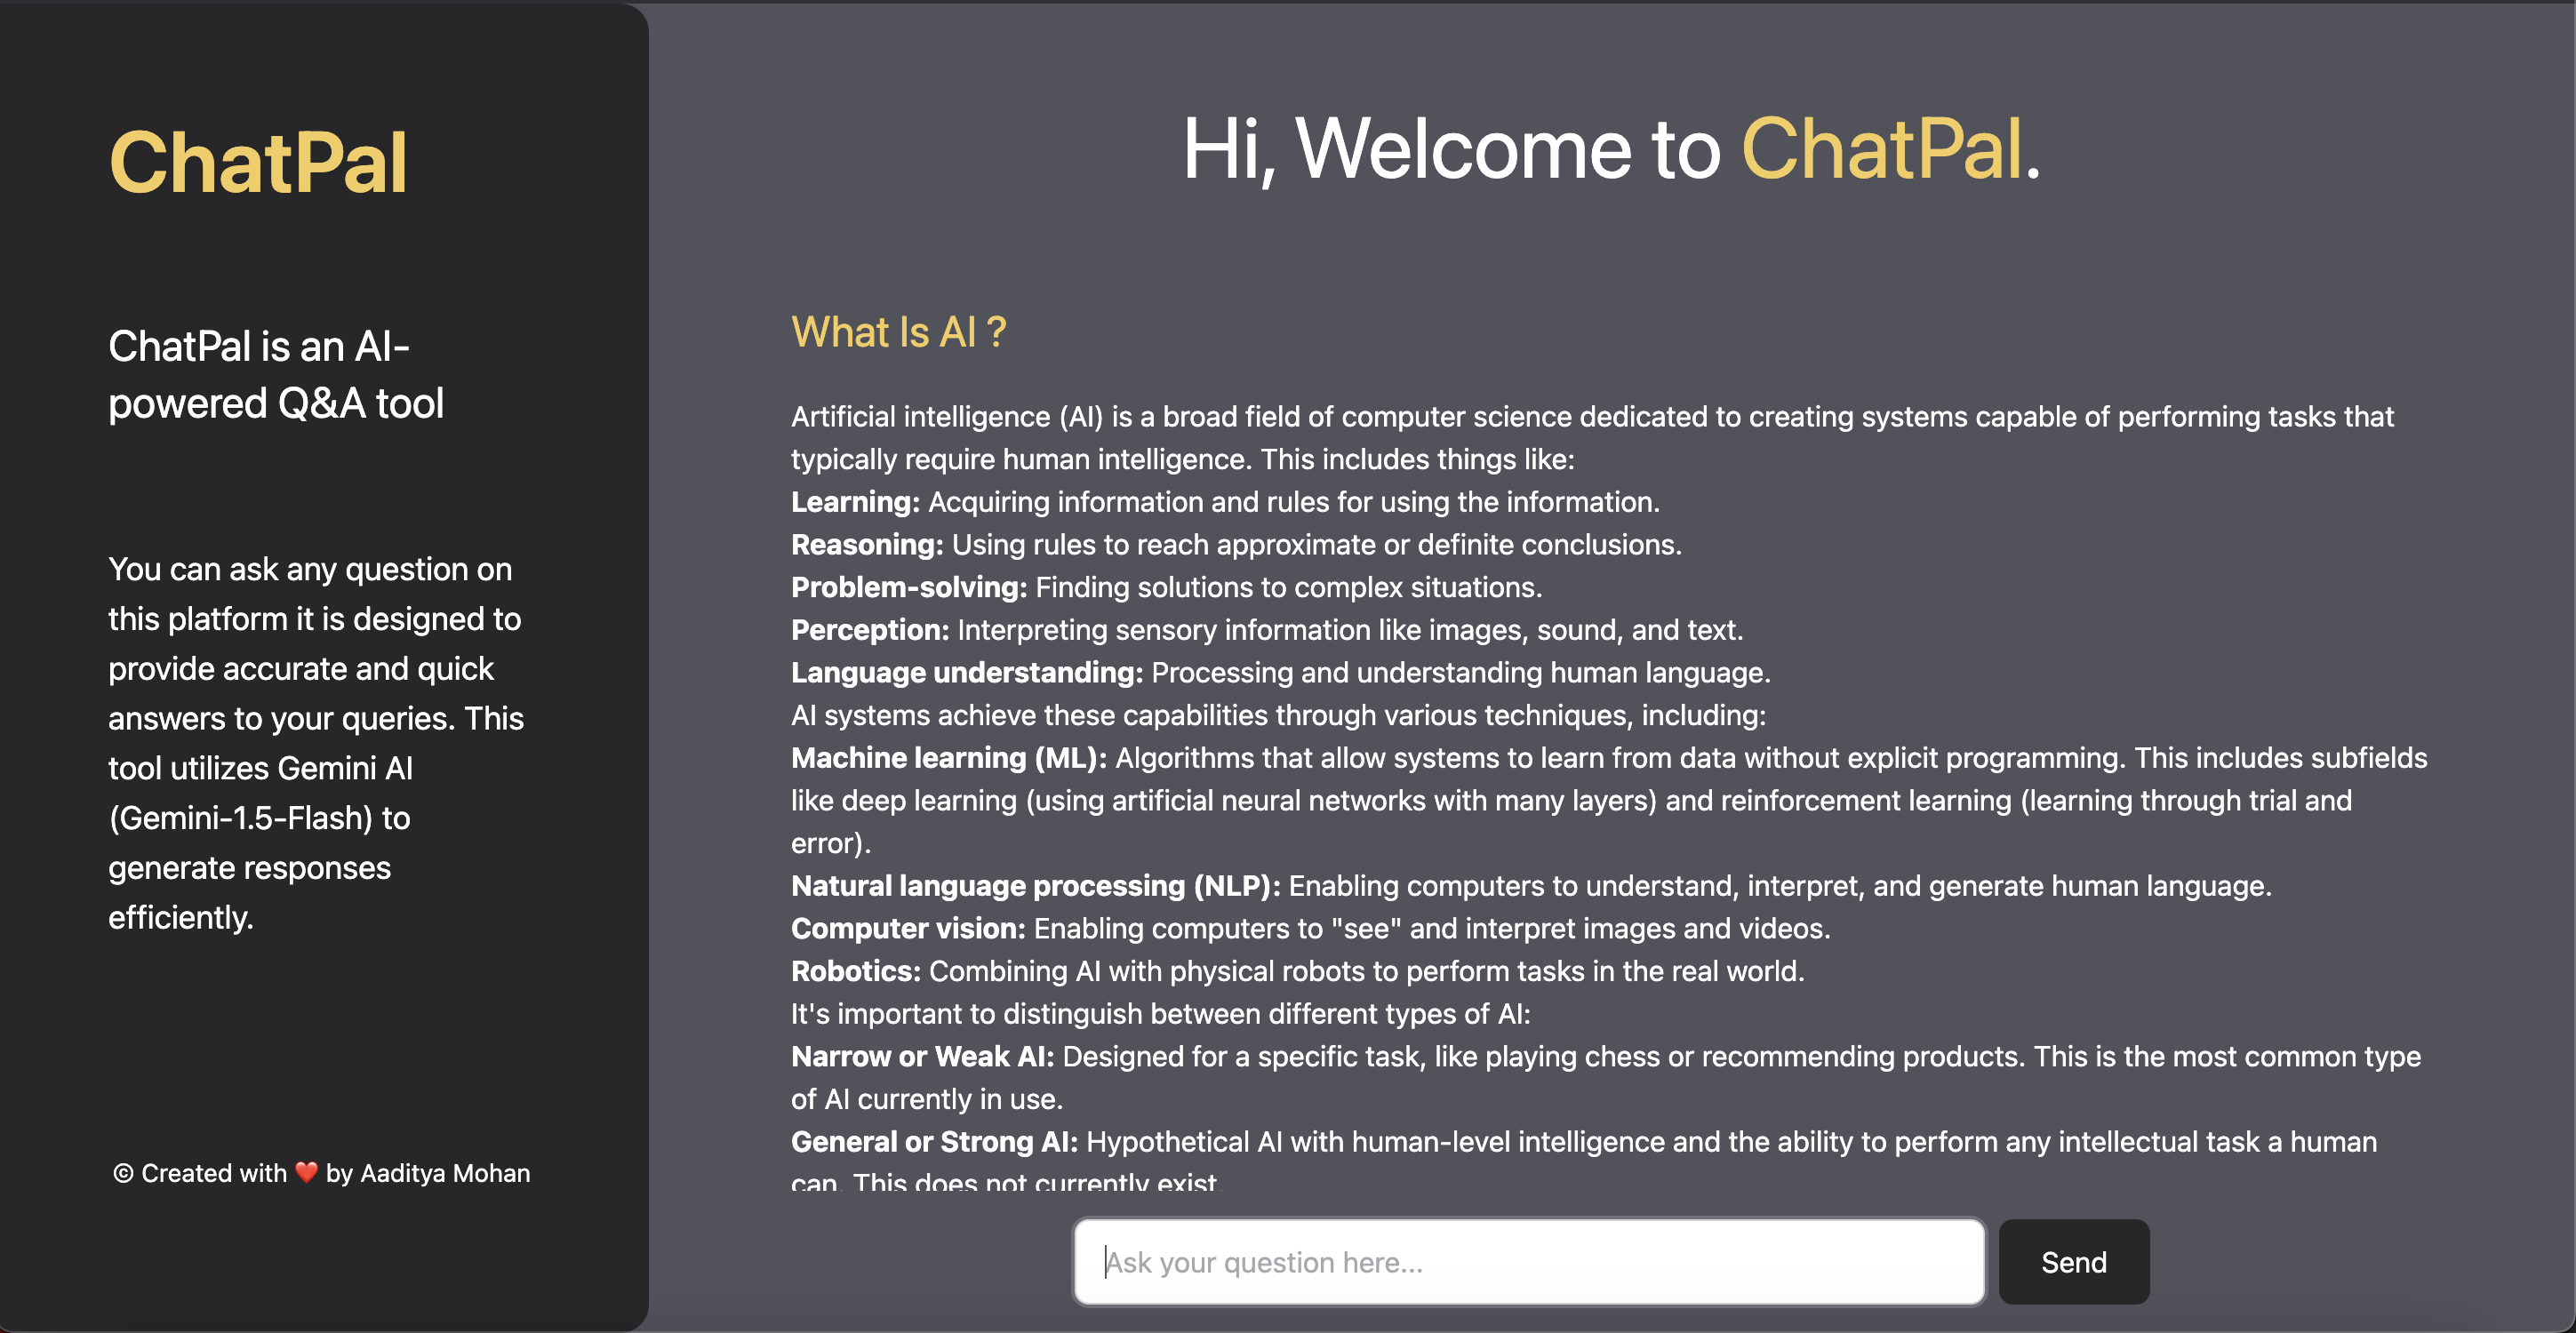 ChatPal
ChatPal is an AI-
powered Q&A tool
You can ask any question on
this platform it is designed to
provide accurate and quick
answers to your queries. This
tool utilizes Gemini AI
(Gemini-1.5-Flash) to
generate responses
efficiently.
© Created with ❤️ by Aaditya Mohan
Hi, Welcome to ChatPal.
What Is AI ?
Artificial intelligence (AI) is a broad field of computer science dedicated to creating systems capable of performing tasks that
typically require human intelligence. This includes things like:
Learning: Acquiring information and rules for using the information.
Reasoning: Using rules to reach approximate or definite conclusions.
Problem-solving: Finding solutions to complex situations.
Perception: Interpreting sensory information like images, sound, and text.
Language understanding: Processing and understanding human language.
AI systems achieve these capabilities through various techniques, including:
Machine learning (ML): Algorithms that allow systems to learn from data without explicit programming. This includes subfields
like deep learning (using artificial neural networks with many layers) and reinforcement learning (learning through trial and
error).
Natural language processing (NLP): Enabling computers to understand, interpret, and generate human language.
Computer vision: Enabling computers to "see" and interpret images and videos.
Robotics: Combining AI with physical robots to perform tasks in the real world.
It's important to distinguish between different types of AI:
Narrow or Weak AI: Designed for a specific task, like playing chess or recommending products. This is the most common type
of AI currently in use.
General or Strong AI: Hypothetical AI with human-level intelligence and the ability to perform any intellectual task a human
can. This does not currently exist.
Ask your question here...
Send